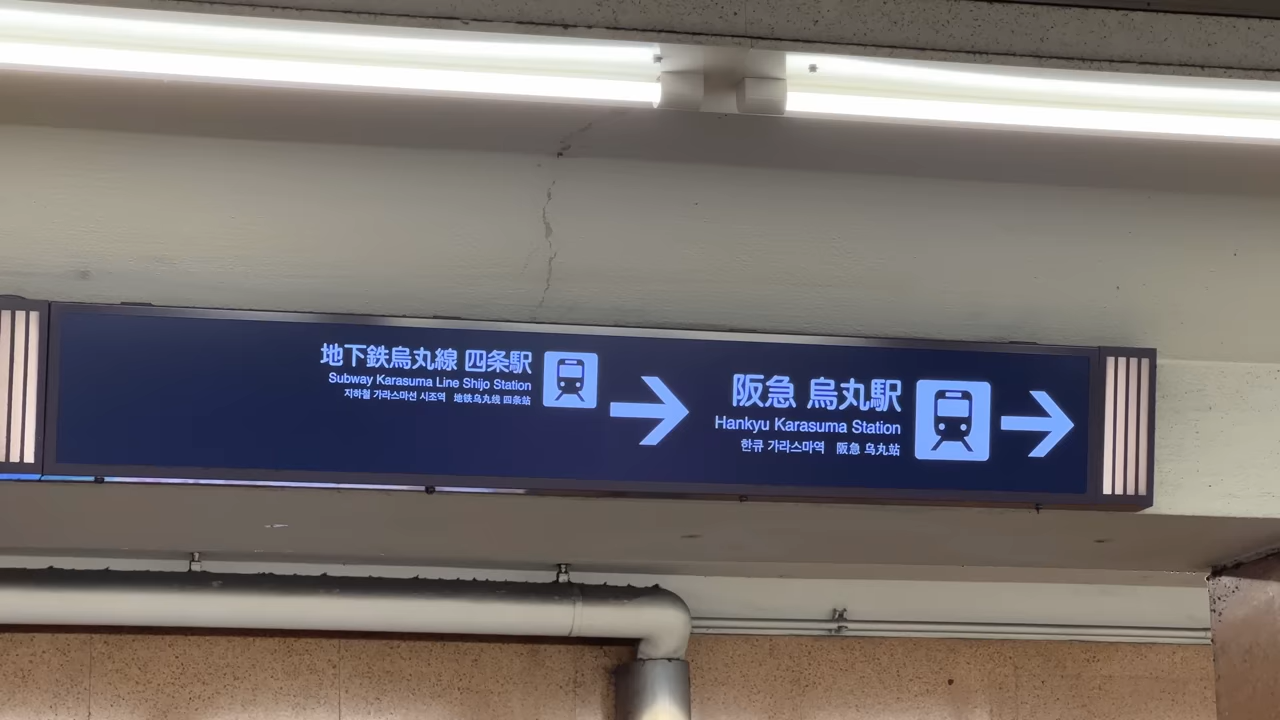 地下鉄烏丸線 四条駅
Subway Karasuma Line Shijo Station
지하철 가라스마선 시조역 地铁乌丸线 四条站
阪急 烏丸駅
Hankyu Karasuma Station
한큐 가라스마역 阪急 乌丸站